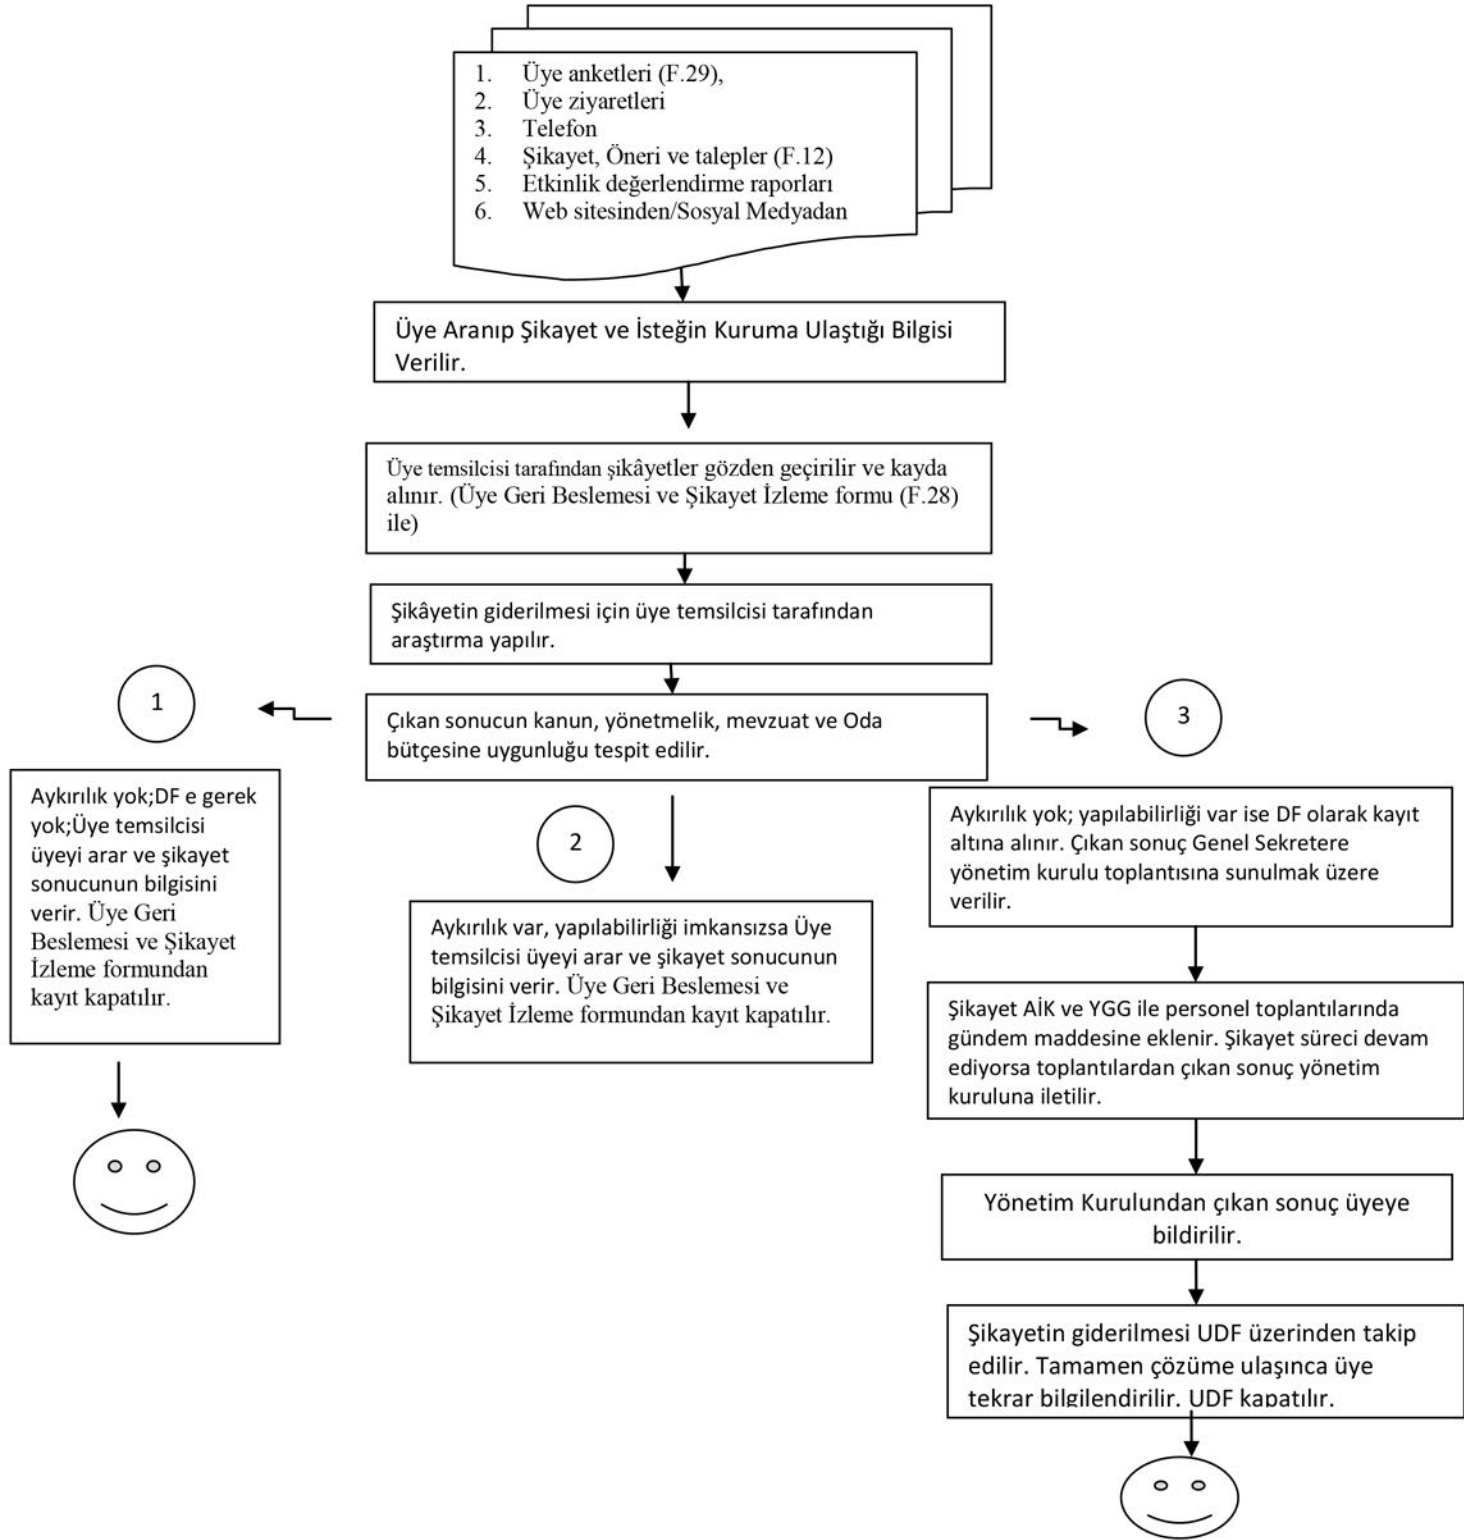 1. Üye anketleri (F.29),
2. Üye ziyaretleri
3. Telefon
4. Şikayet, Öneri ve talepler (F.12)
5. Etkinlik değerlendirme raporları
6. Web sitesinden/Sosyal Medyadan
Üye Aranıp Şikayet ve İsteğin Kuruma Ulaştığı Bilgisi
Verilir.
Üye temsilcisi tarafından şikâyetler gözden geçirilir ve kayda
alınır. (Üye Geri Beslemesi ve Şikayet İzleme formu (F.28)
ile)
Şikâyetin giderilmesi için üye temsilcisi tarafından
araştırma yapılır.
Çıkan sonucun kanun, yönetmelik, mevzuat ve Oda
bütçesine uygunluğu tespit edilir.
1
Aykırılık yok;DF e gerek
yok;Üye temsilcisi
üyeyi arar ve şikayet
sonucunun bilgisini
verir. Üye Geri
Beslemesi ve Şikayet
İzleme formundan
kayıt kapatılır.
2
Aykırılık var, yapılabilirliği imkansızsa Üye
temsilcisi üyeyi arar ve şikayet sonucunun
bilgisini verir. Üye Geri Beslemesi ve
Şikayet İzleme formundan kayıt kapatılır.
3
Aykırılık yok; yapılabilirliği var ise DF olarak kayıt
altına alınır. Çıkan sonuç Genel Sekretere
yönetim kurulu toplantısına sunulmak üzere
verilir.
Şikayet AİK ve YGG ile personel toplantılarında
gündem maddesine eklenir. Şikayet süreci devam
ediyorsa toplantılardan çıkan sonuç yönetim
kuruluna iletilir.
Yönetim Kurulundan çıkan sonuç üyeye
bildirilir.
Şikayetin giderilmesi UDF üzerinden takip
edilir. Tamamen çözüme ulaşınca üye
tekrar bilgilendirilir. UDF kapatılır.